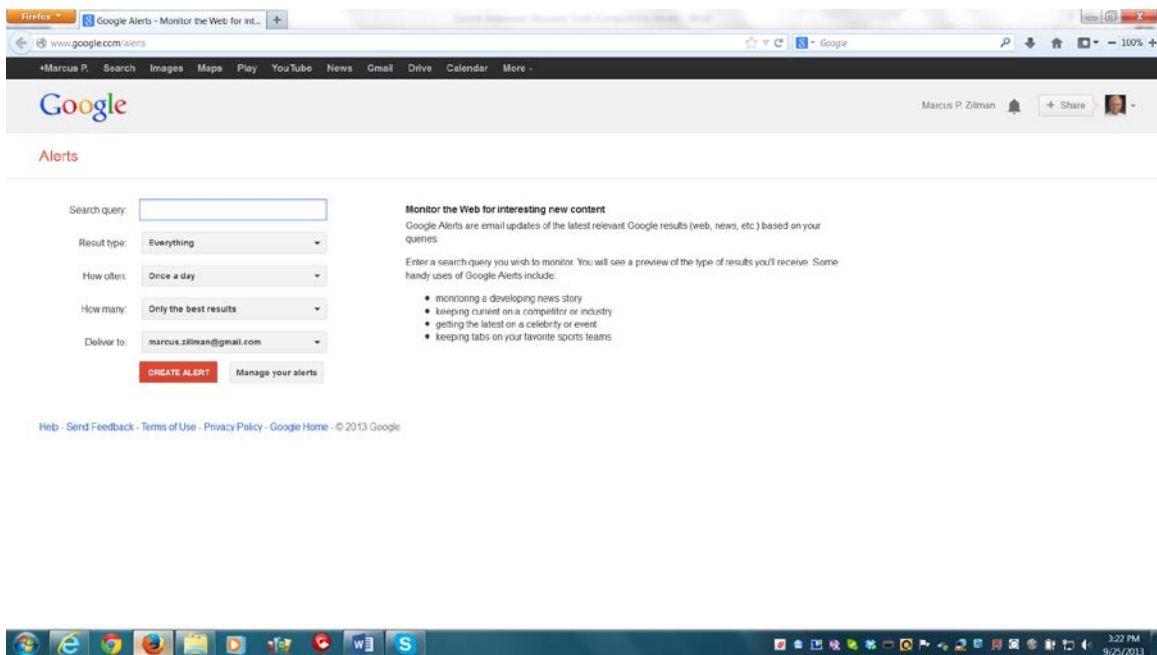 Firefox
Google Alerts - Monitor the Web for int...
www.google.com/alerts
Google
100%
+Marcus P. Search Images Maps Play YouTube News Gmail Drive Calendar More -
Google
Marcus P. Zillman
+ Share
Alerts
Search query:
Result type: Everything
How often: Once a day
How many: Only the best results
Deliver to: marcus.zillman@gmail.com
CREATE ALERT Manage your alerts
Monitor the Web for interesting new content
Google Alerts are email updates of the latest relevant Google results (web, news, etc.) based on your
queries.
Enter a search query you wish to monitor. You will see a preview of the type of results you'll receive. Some
handy uses of Google Alerts include:
monitoring a developing news story
keeping current on a competitor or industry
getting the latest on a celebrity or event
keeping tabs on your favorite sports teams
Help - Send Feedback - Terms of Use - Privacy Policy - Google Home - © 2013 Google
3:22 PM
9/25/2013